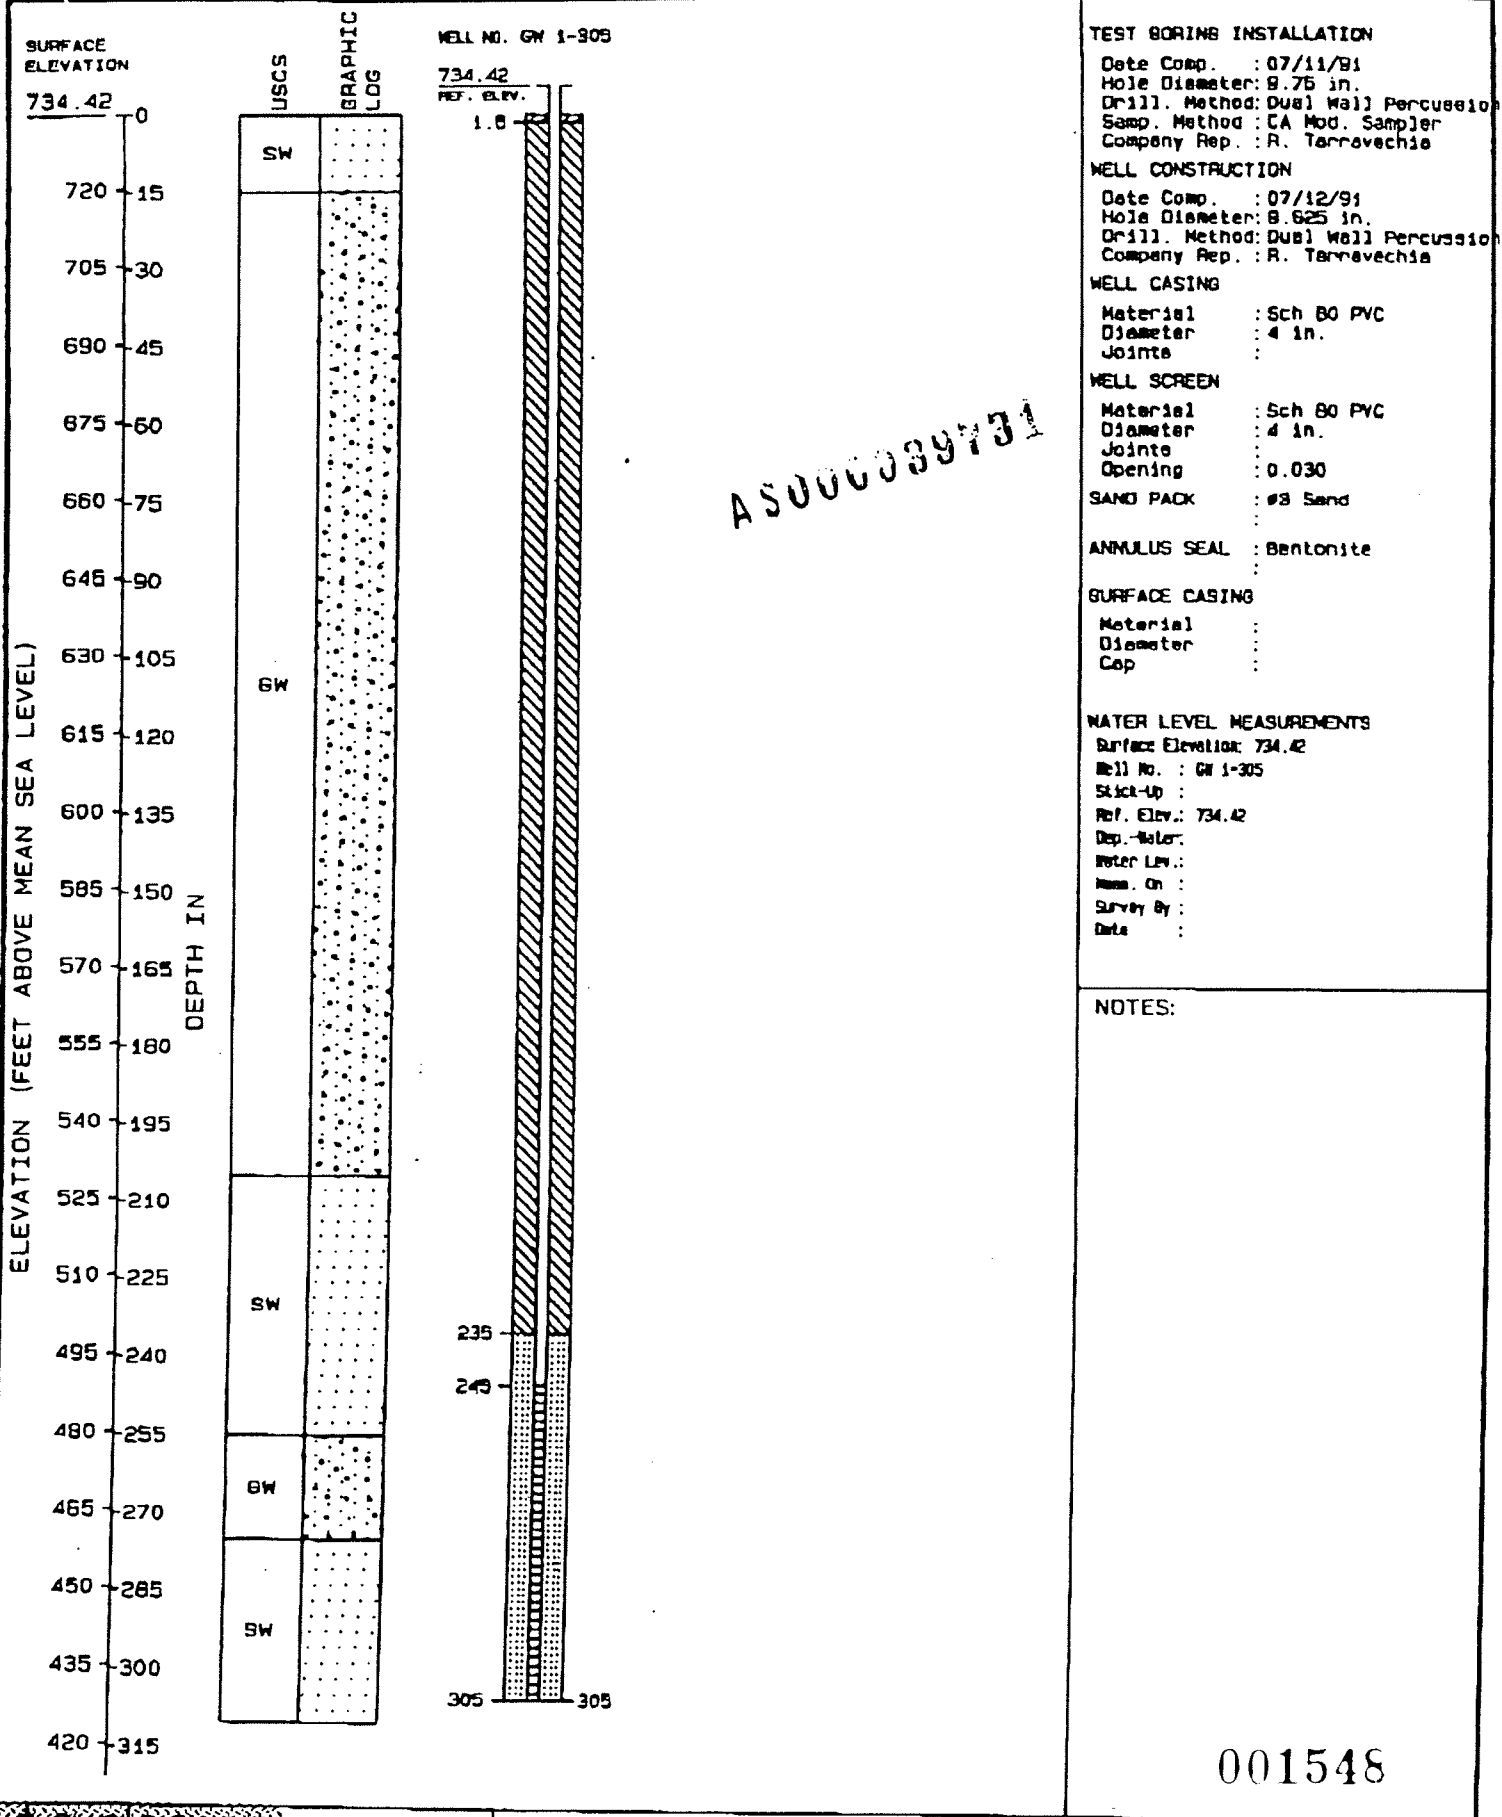 SURFACE
ELEVATION
734.42
USCS
GRAPHIC
LOG
WELL NO. GW 1-305
734.42
REF. ELEV.
0
1.8
SW
720 15
705 30
690 45
675 60
660 75
645 90
630 105
GW
615 120
600 135
585 150
570 165
555 180
540 195
525 210
510 225
SW
235
495 240
245
480 255
GW
465 270
450 285
SW
435 300
305 305
420 315
ELEVATION (FEET ABOVE MEAN SEA LEVEL)
DEPTH IN
AS000039731
TEST BORING INSTALLATION
Date Comp. : 07/11/91
Hole Diameter: 9.75 in.
Drill. Method: Dual Wall Percussion
Samp. Method : CA Mod. Sampler
Company Rep. : R. Tarravechia
WELL CONSTRUCTION
Date Comp. : 07/12/91
Hole Diameter: 8.625 in.
Drill. Method: Dual Wall Percussion
Company Rep. : R. Tarravechia
WELL CASING
Material : Sch 80 PVC
Diameter : 4 in.
Joints :
WELL SCREEN
Material : Sch 80 PVC
Diameter : 4 in.
Joints :
Opening : 0.030
SAND PACK : #3 Sand
:
ANNULUS SEAL : Bentonite
:
SURFACE CASING
Material :
Diameter :
Cap :
WATER LEVEL MEASUREMENTS
Surface Elevation: 734.42
Well No. : GW 1-305
Stick-Up :
Ref. Elev.: 734.42
Dep.-Water:
Water Lev.:
Meas. On :
Survey By :
Date :
NOTES:
001548